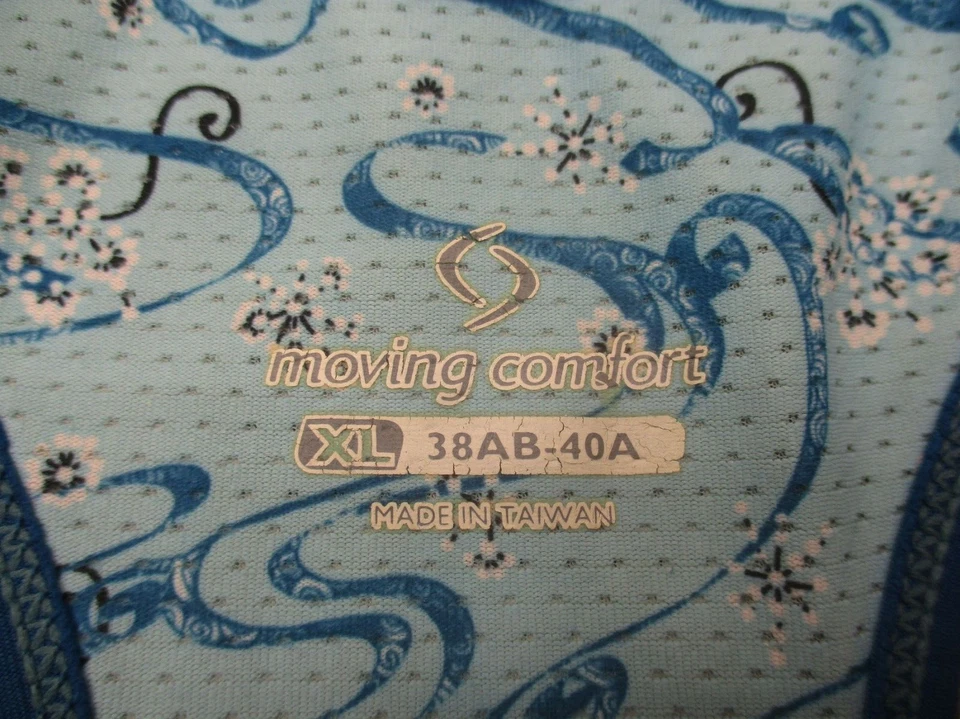 moving comfort
XL 38AB-40A
MADE IN TAIWAN